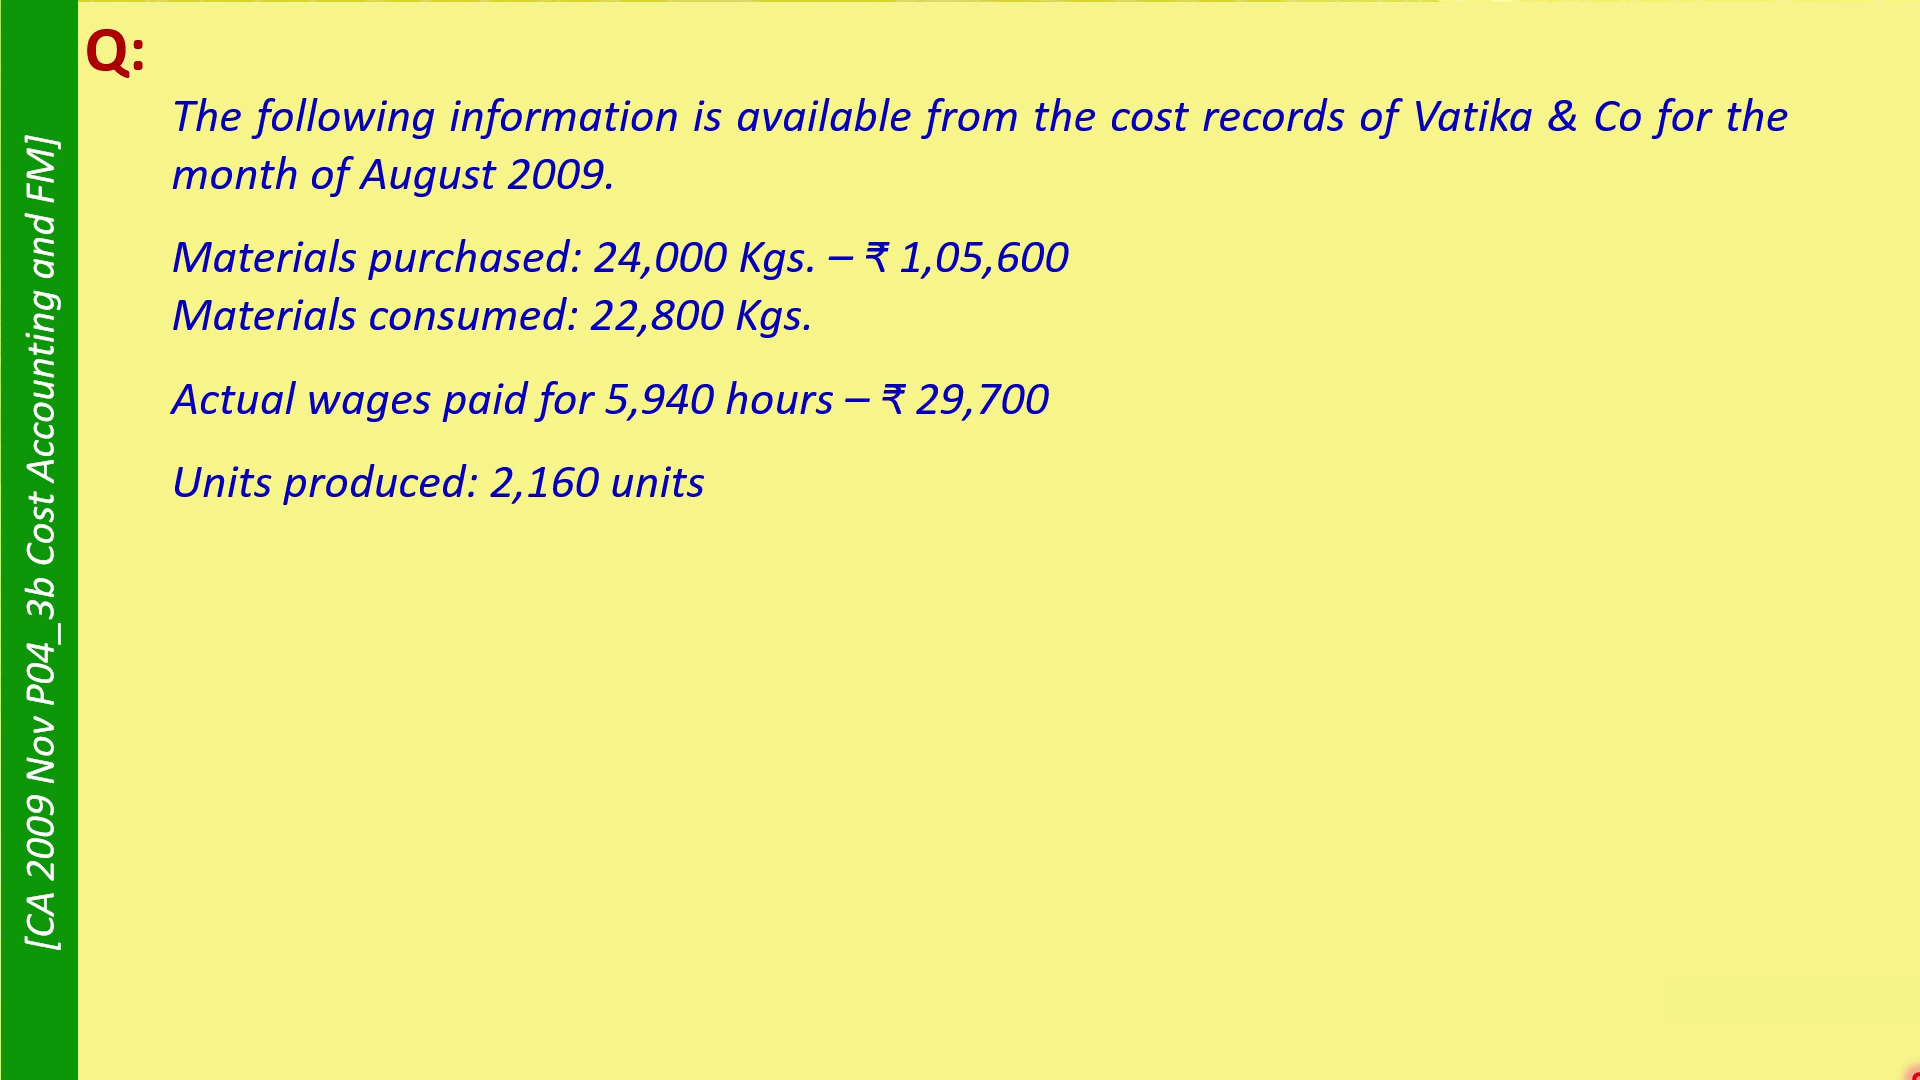 [CA 2009 Nov P04_3b Cost Accounting and FM]
Q:
The following information is available from the cost records of Vatika & Co for the
month of August 2009.
Materials purchased: 24,000 Kgs. – ₹ 1,05,600
Materials consumed: 22,800 Kgs.
Actual wages paid for 5,940 hours – ₹ 29,700
Units produced: 2,160 units